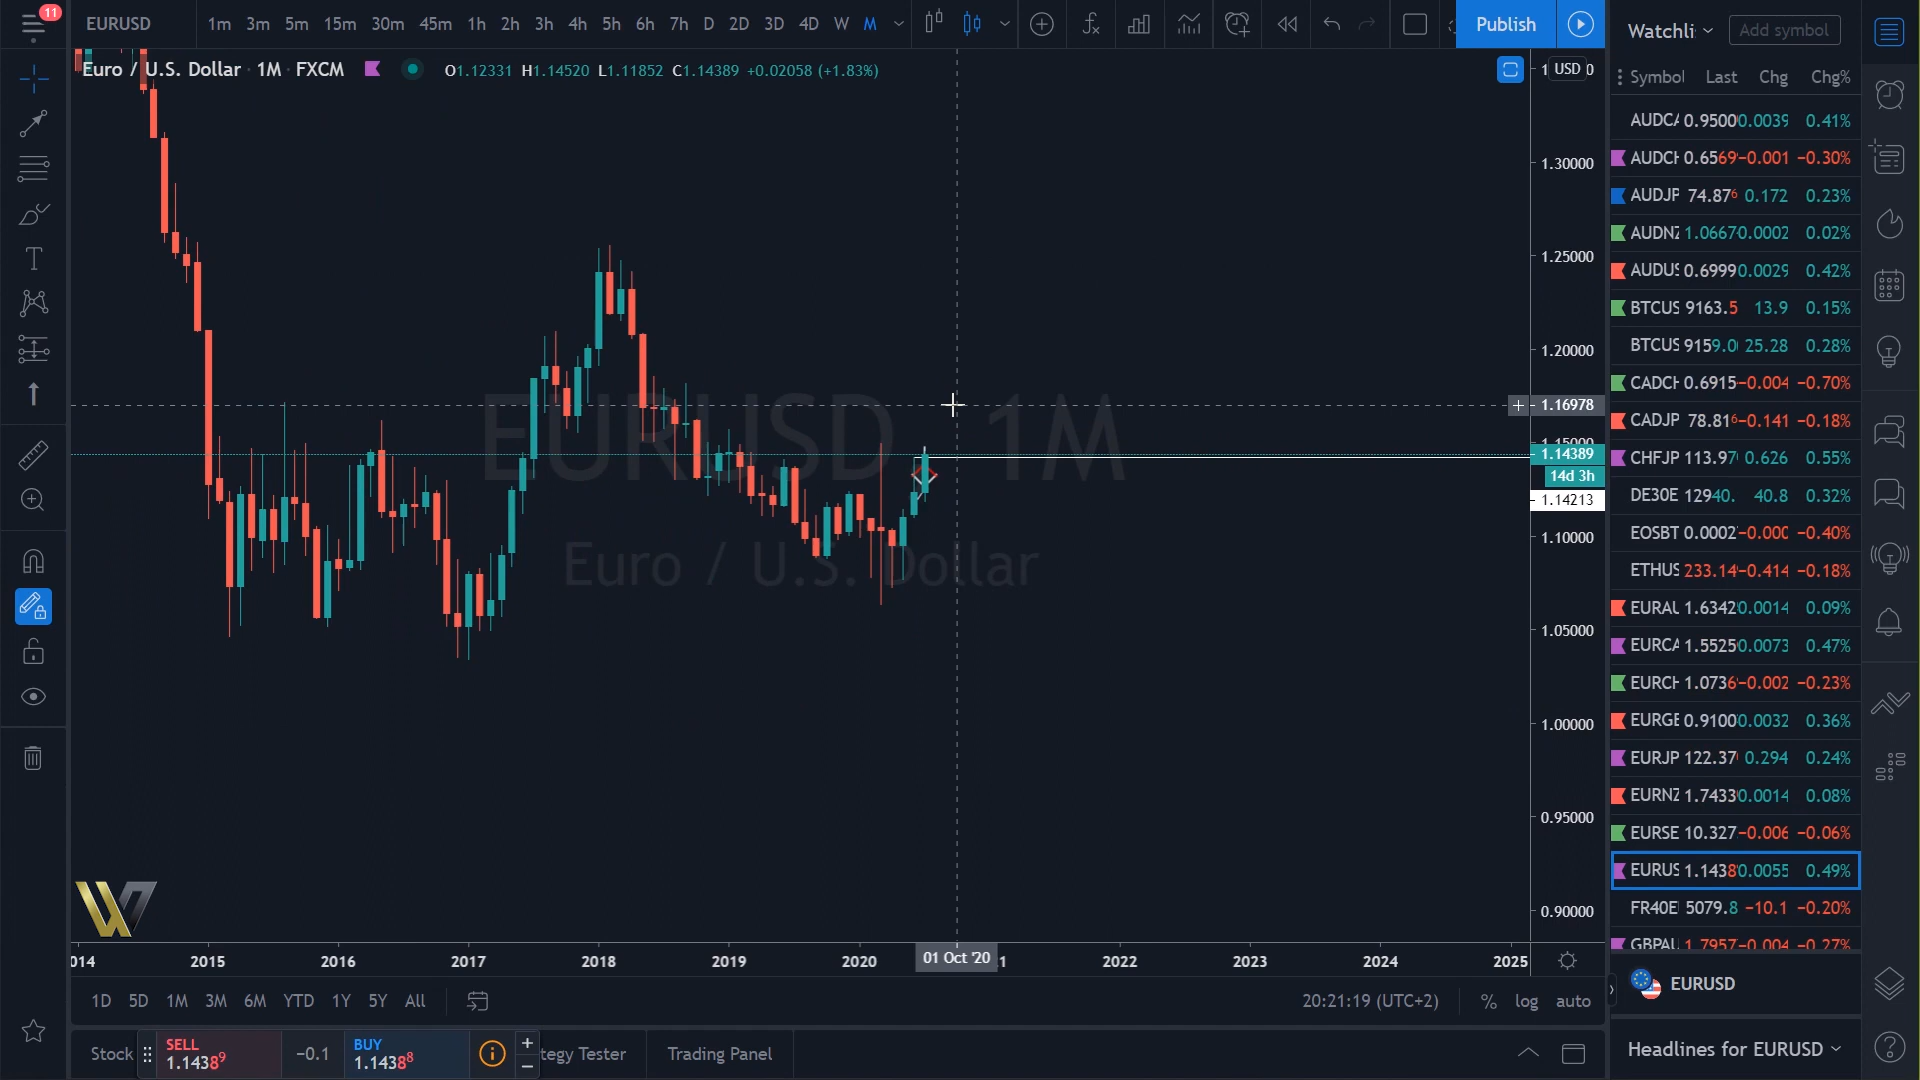 11
EURUSD 1m 3m 5m 15m 30m 45m 1h 2h 3h 4h 5h 6h 7h D 2D 3D 4D W M Publish
Euro / U.S. Dollar · 1M · FXCM O1.12331 H1.14520 L1.11852 C1.14389 +0.02058 (+1.83%)
USD
1.30000
1.25000
1.20000
1.16978
1.15000
1.14389
14d 3h
1.14213
1.10000
1.05000
1.00000
0.95000
0.90000
EURUSD 1M
Euro / U.S. Dollar
014 2015 2016 2017 2018 2019 2020 01 Oct '20 1 2022 2023 2024 2025
1D 5D 1M 3M 6M YTD 1Y 5Y All 20:21:19 (UTC+2) % log auto
Stock SELL 1.14389 −0.1 BUY 1.14388 tegy Tester Trading Panel
Watchli Add symbol
Symbol Last Chg Chg%
AUDCA 0.9500 0.0039 0.41%
AUDCH 0.6569 −0.001 −0.30%
AUDJP 74.876 0.172 0.23%
AUDNZ 1.0667 0.0002 0.02%
AUDUS 0.6999 0.0029 0.42%
BTCUS 9163.5 13.9 0.15%
BTCUS 9159.0 25.28 0.28%
CADCH 0.6915 −0.004 −0.70%
CADJP 78.816 −0.141 −0.18%
CHFJP 113.97 0.626 0.55%
DE30E 12940. 40.8 0.32%
EOSBT 0.0002 −0.000 −0.40%
ETHUS 233.14 −0.414 −0.18%
EURAU 1.6342 0.0014 0.09%
EURCA 1.5525 0.0073 0.47%
EURCH 1.0736 −0.002 −0.23%
EURGB 0.9100 0.0032 0.36%
EURJP 122.37 0.294 0.24%
EURNZ 1.7433 0.0014 0.08%
EURSE 10.327 −0.006 −0.06%
EURUS 1.1438 0.0055 0.49%
FR40E 5079.8 −10.1 −0.20%
GBPAU 1.7957 −0.004 −0.27%
EURUSD
Headlines for EURUSD